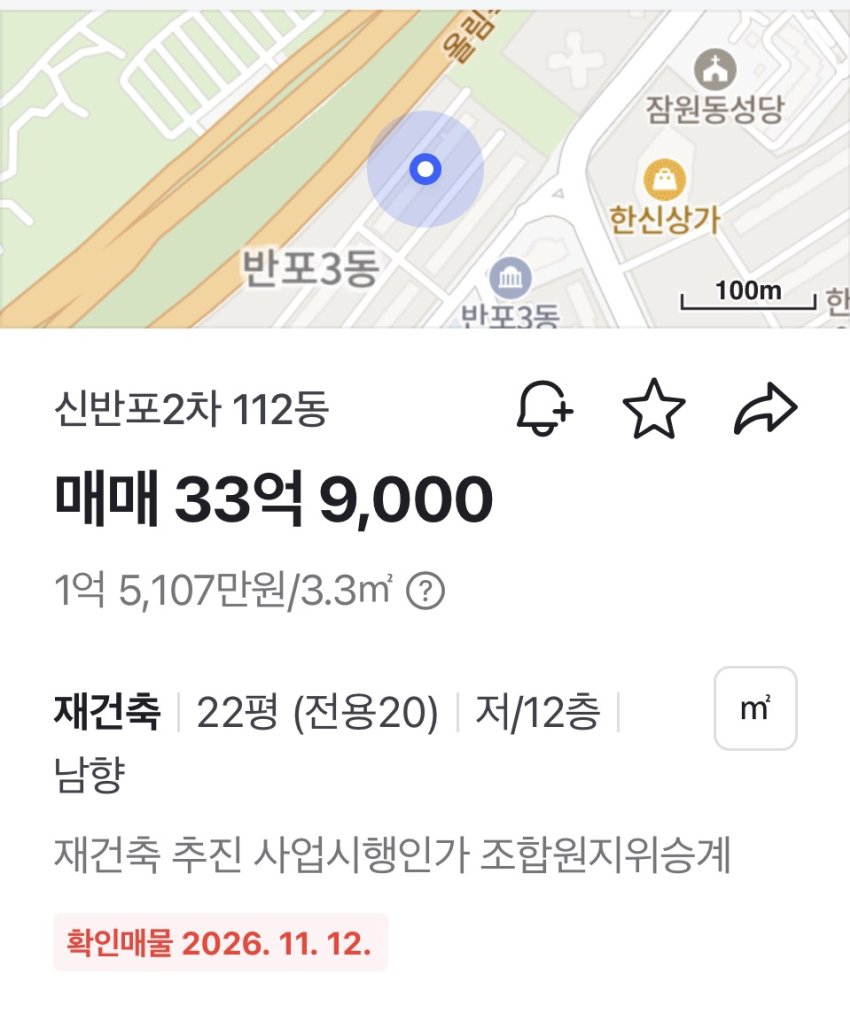 올림
잠원동성당
한신상가
반포3동
반포3동
100m
한
신반포2차 112동
매매 33억 9,000
1억 5,107만원/3.3㎡ ?
재건축 | 22평 (전용20) | 저/12층 |
남향
㎡
재건축 추진 사업시행인가 조합원지위승계
확인매물 2026. 11. 12.